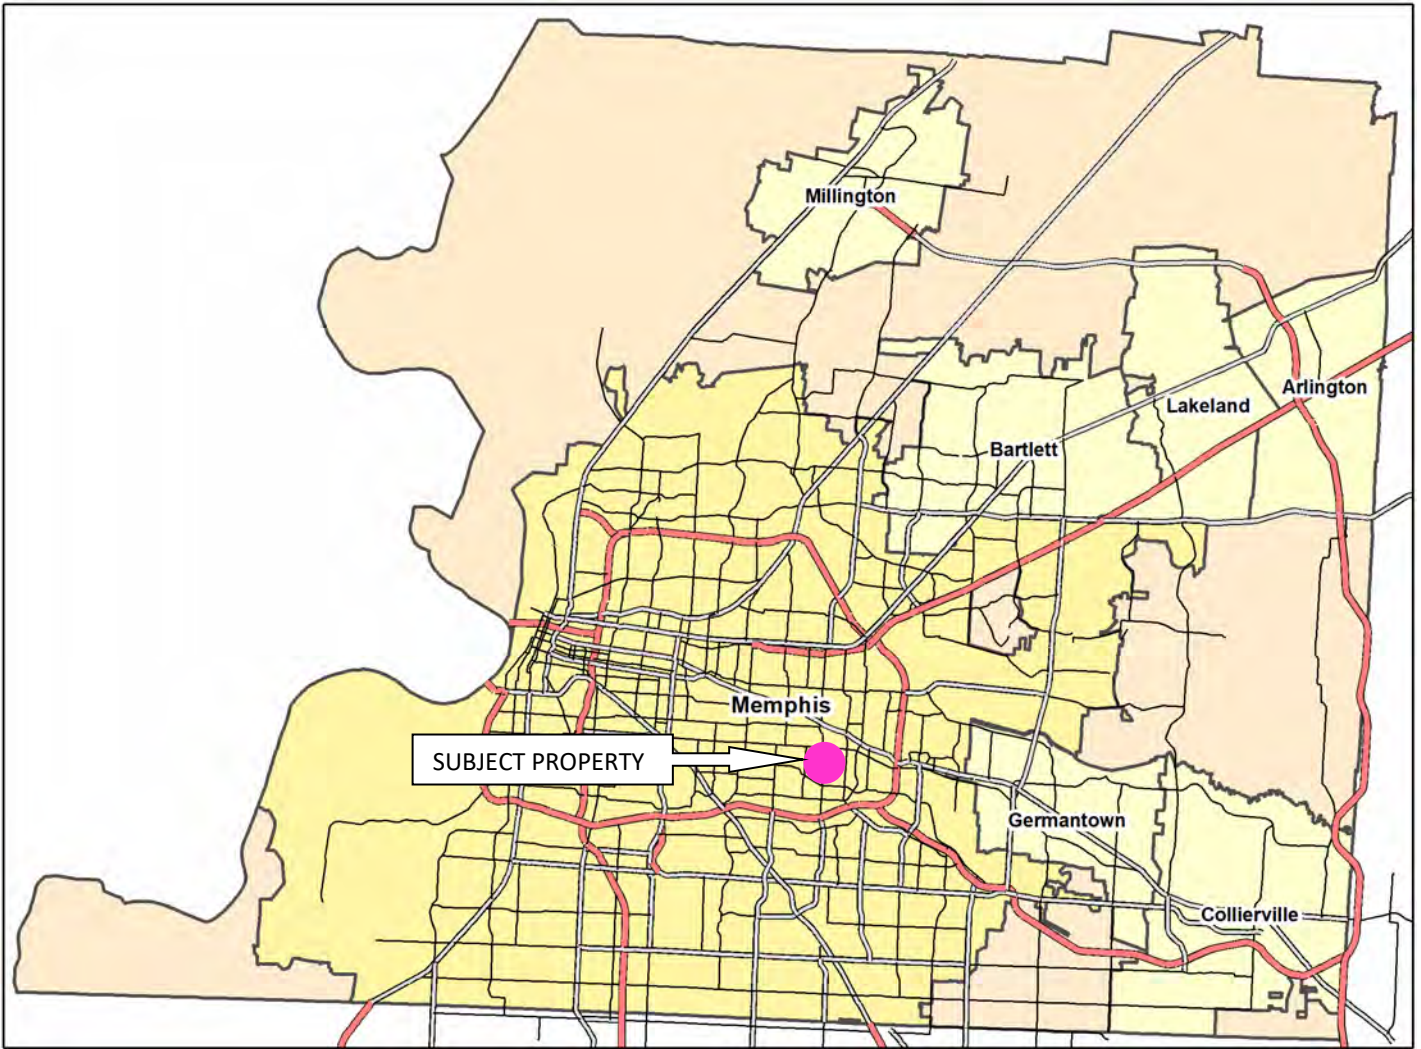 Millington
Arlington
Lakeland
Bartlett
Memphis
SUBJECT PROPERTY
Germantown
Collierville